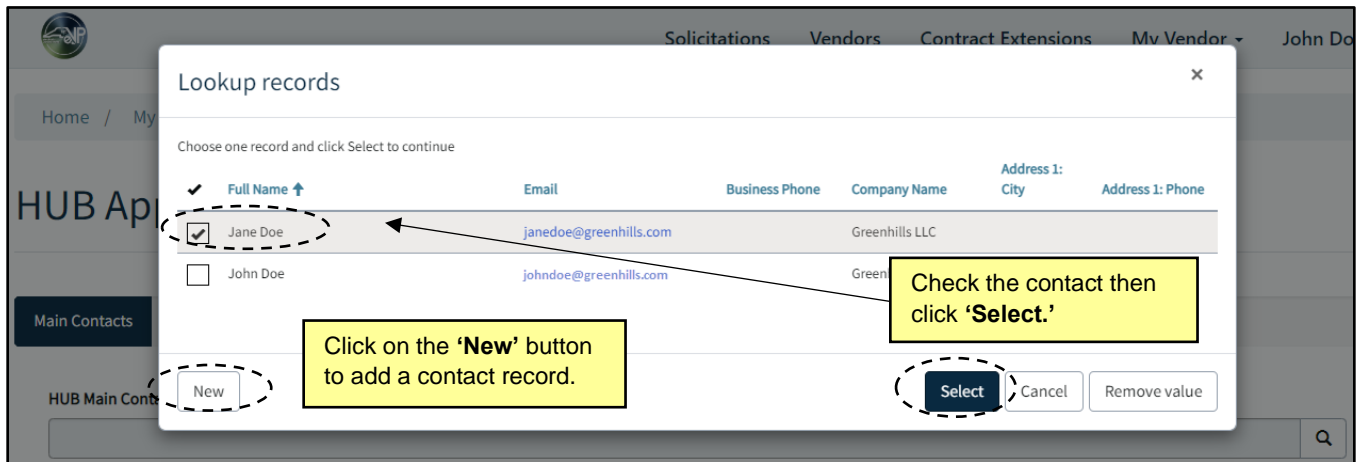 Solicitations Vendors Contract Extensions My Vendor John Do
Lookup records ×
Home / My
Choose one record and click Select to continue
Full Name Email Business Phone Company Name Address 1: City Address 1: Phone
HUB App
Jane Doe janedoe@greenhills.com Greenhills LLC
John Doe johndoe@greenhills.com Greenh
Check the contact then
click ‘Select.’
Main Contacts
Click on the ‘New’ button
to add a contact record.
New Select Cancel Remove value
HUB Main Conta